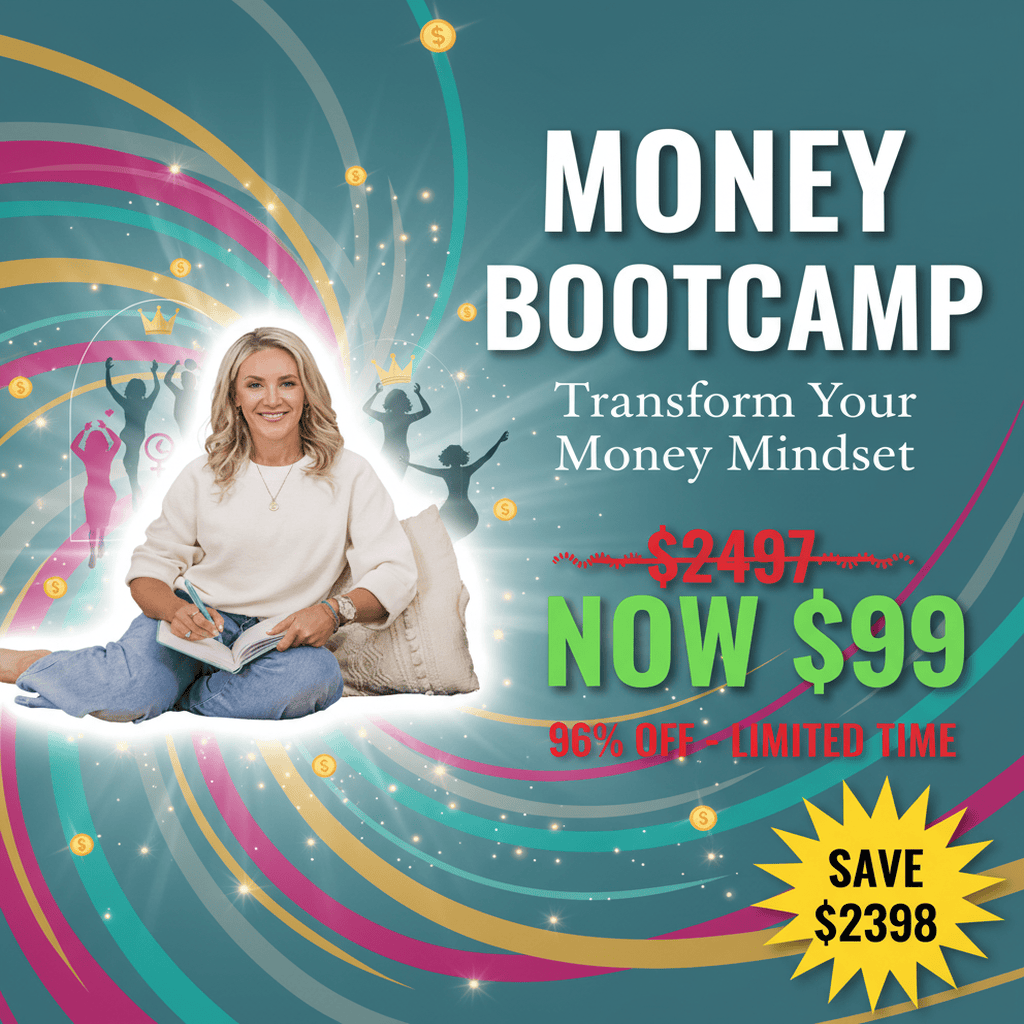 MONEY
BOOTCAMP
Transform Your
Money Mindset
$2497
NOW $99
96% OFF - LIMITED TIME
SAVE
$2398